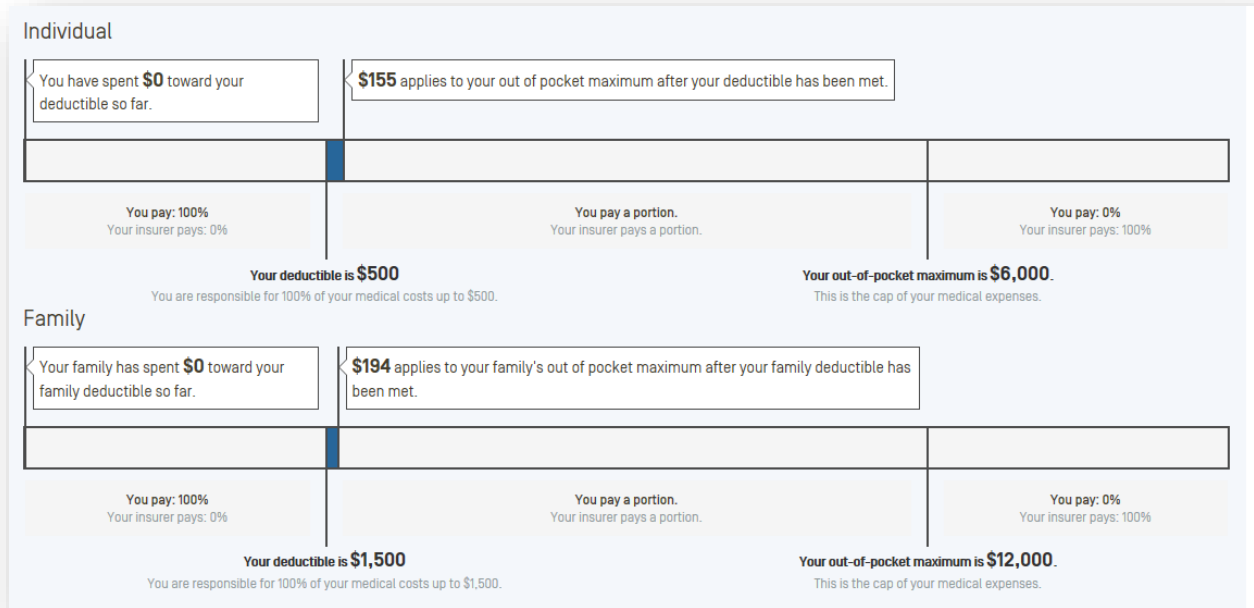 Individual
You have spent $0 toward your
deductible so far.
$155 applies to your out of pocket maximum after your deductible has been met.
You pay: 100%
Your insurer pays: 0%
You pay a portion.
Your insurer pays a portion.
You pay: 0%
Your insurer pays: 100%
Your deductible is $500
You are responsible for 100% of your medical costs up to $500.
Your out-of-pocket maximum is $6,000.
This is the cap of your medical expenses.
Family
Your family has spent $0 toward your
family deductible so far.
$194 applies to your family's out of pocket maximum after your family deductible has
been met.
You pay: 100%
Your insurer pays: 0%
You pay a portion.
Your insurer pays a portion.
You pay: 0%
Your insurer pays: 100%
Your deductible is $1,500
You are responsible for 100% of your medical costs up to $1,500.
Your out-of-pocket maximum is $12,000.
This is the cap of your medical expenses.